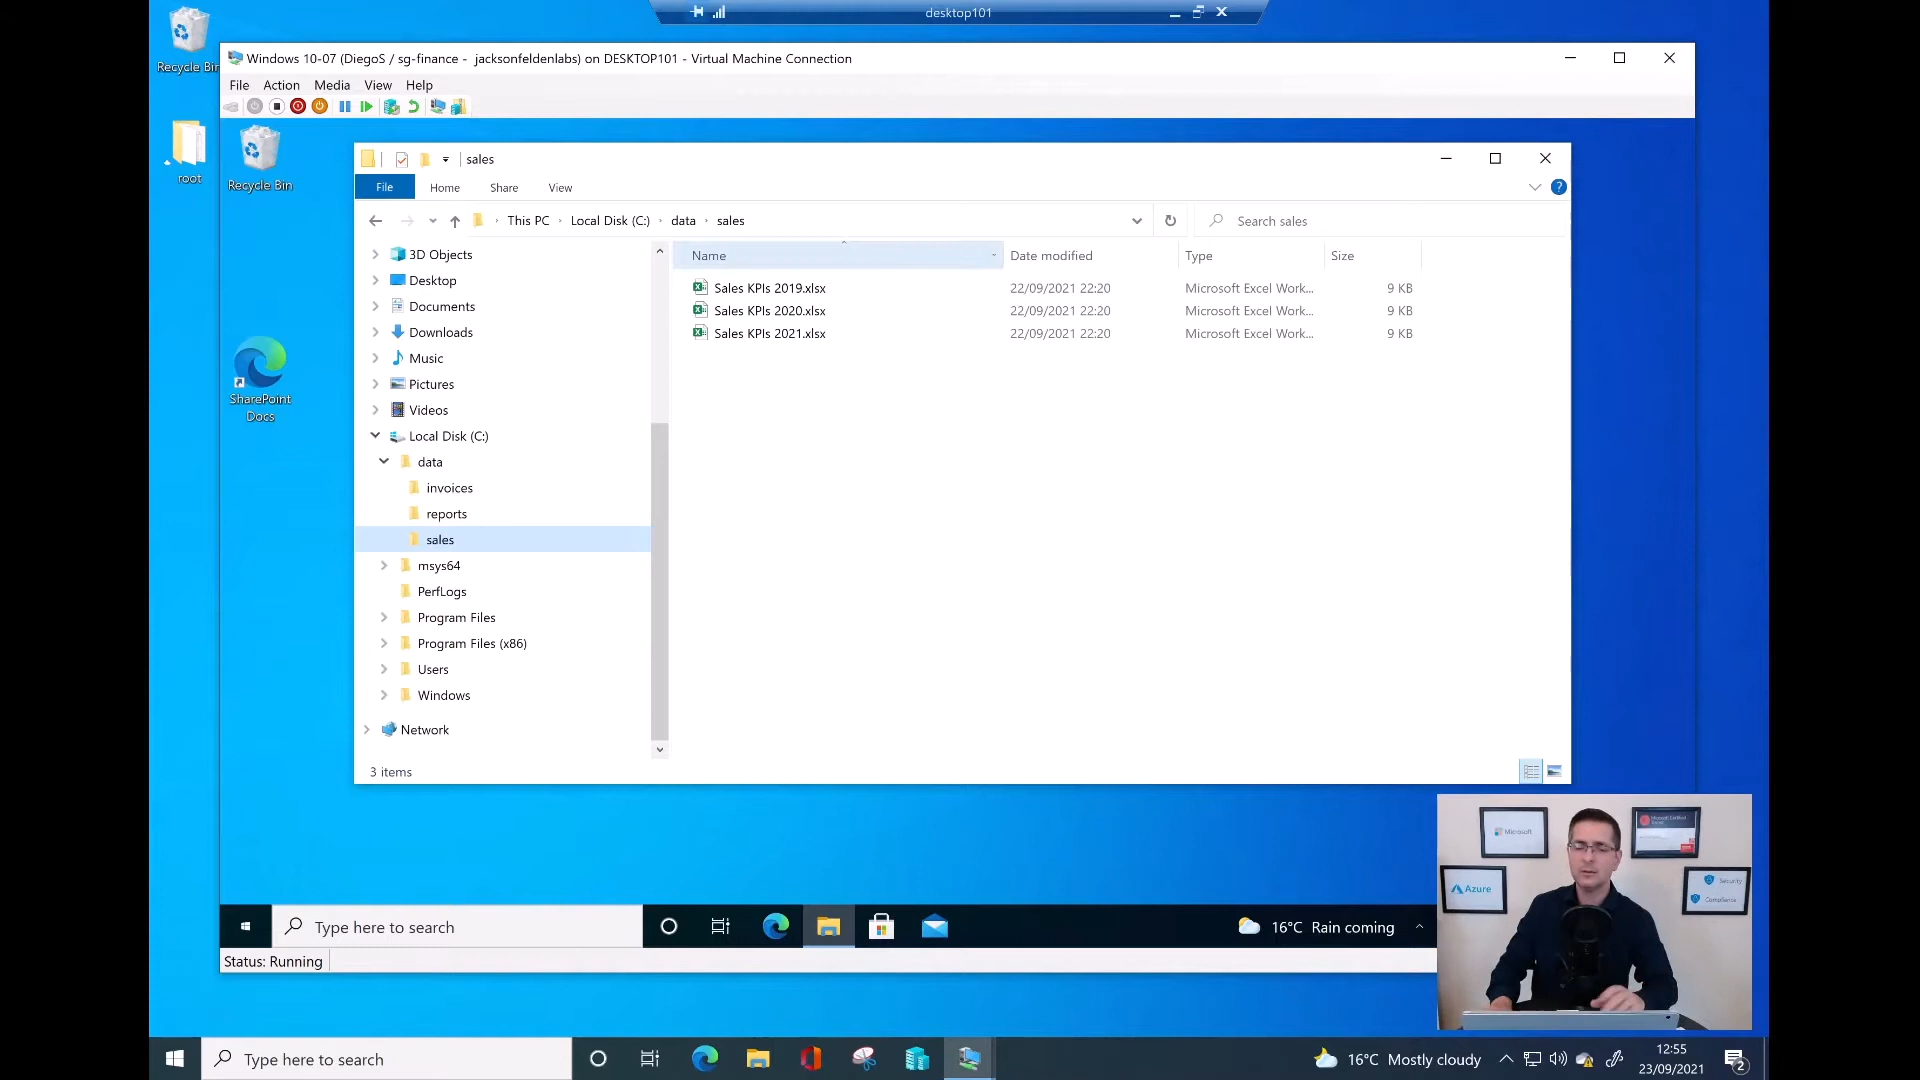 desktop101
Recycle Bin
root
Windows 10-07 (DiegoS / sg-finance - jacksonfeldenlabs) on DESKTOP101 - Virtual Machine Connection
File Action Media View Help
Recycle Bin
SharePoint
Docs
sales
File Home Share View
This PC Local Disk (C:) data sales
Search sales
3D Objects
Desktop
Documents
Downloads
Music
Pictures
Videos
Local Disk (C:)
data
invoices
reports
sales
msys64
PerfLogs
Program Files
Program Files (x86)
Users
Windows
Network
Name Date modified Type Size
Sales KPIs 2019.xlsx 22/09/2021 22:20 Microsoft Excel Work... 9 KB
Sales KPIs 2020.xlsx 22/09/2021 22:20 Microsoft Excel Work... 9 KB
Sales KPIs 2021.xlsx 22/09/2021 22:20 Microsoft Excel Work... 9 KB
3 items
Microsoft
Microsoft Certified
Trainer
Azure
Security
Compliance
Type here to search
16°C Rain coming
Status: Running
Type here to search
16°C Mostly cloudy
12:55
23/09/2021
2